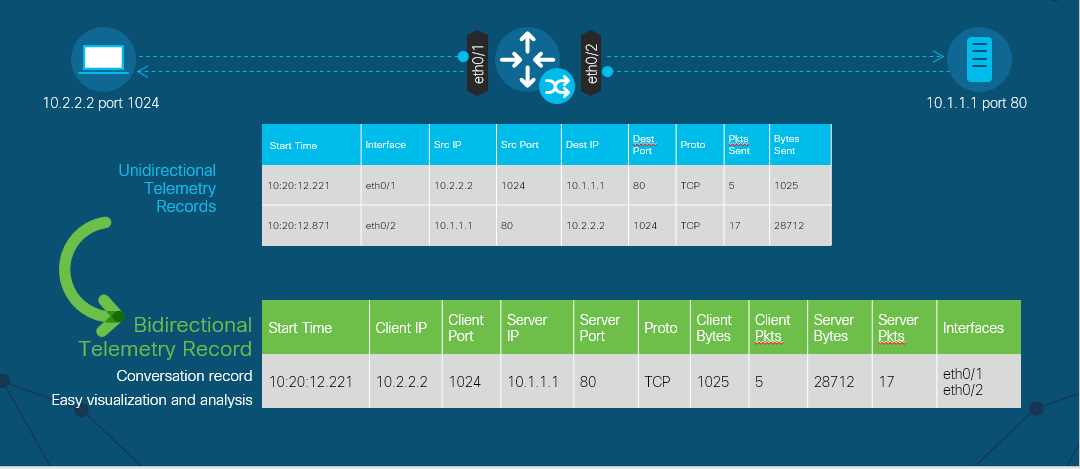 eth0/1
eth0/2
10.2.2.2 port 1024
10.1.1.1 port 80
Unidirectional
Telemetry
Records
Start Time Interface Src IP Src Port Dest IP Dest Port Proto Pkts Sent Bytes Sent
10:20:12.221 eth0/1 10.2.2.2 1024 10.1.1.1 80 TCP 5 1025
10:20:12.871 eth0/2 10.1.1.1 80 10.2.2.2 1024 TCP 17 28712
Bidirectional
Telemetry Record
Conversation record
Easy visualization and analysis
Start Time Client IP Client Port Server IP Server Port Proto Client Bytes Client Pkts Server Bytes Server Pkts Interfaces
10:20:12.221 10.2.2.2 1024 10.1.1.1 80 TCP 1025 5 28712 17 eth0/1
eth0/2